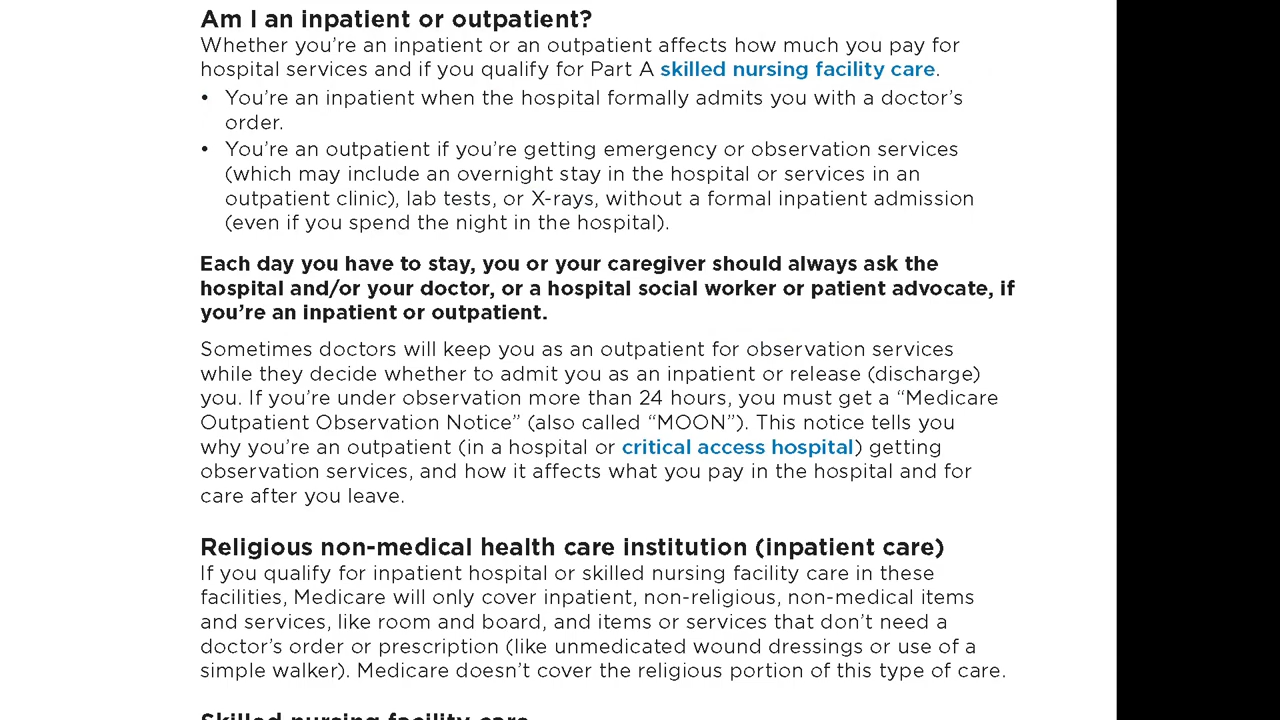 Am I an inpatient or outpatient?
Whether you’re an inpatient or an outpatient affects how much you pay for
hospital services and if you qualify for Part A skilled nursing facility care.
• You’re an inpatient when the hospital formally admits you with a doctor’s
order.
• You’re an outpatient if you’re getting emergency or observation services
(which may include an overnight stay in the hospital or services in an
outpatient clinic), lab tests, or X-rays, without a formal inpatient admission
(even if you spend the night in the hospital).
Each day you have to stay, you or your caregiver should always ask the
hospital and/or your doctor, or a hospital social worker or patient advocate, if
you’re an inpatient or outpatient.
Sometimes doctors will keep you as an outpatient for observation services
while they decide whether to admit you as an inpatient or release (discharge)
you. If you’re under observation more than 24 hours, you must get a “Medicare
Outpatient Observation Notice” (also called “MOON”). This notice tells you
why you’re an outpatient (in a hospital or critical access hospital) getting
observation services, and how it affects what you pay in the hospital and for
care after you leave.
Religious non-medical health care institution (inpatient care)
If you qualify for inpatient hospital or skilled nursing facility care in these
facilities, Medicare will only cover inpatient, non-religious, non-medical items
and services, like room and board, and items or services that don’t need a
doctor’s order or prescription (like unmedicated wound dressings or use of a
simple walker). Medicare doesn’t cover the religious portion of this type of care.
Skilled nursing facility care